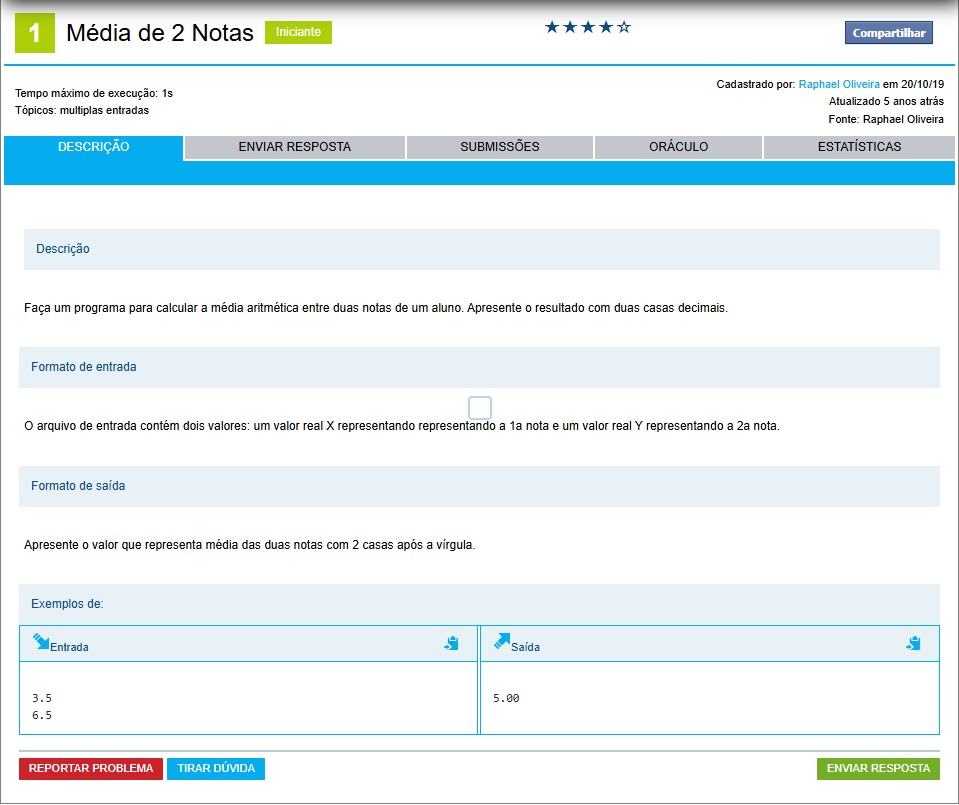 1 Média de 2 Notas Iniciante
Compartilhar
Tempo máximo de execução: 1s
Tópicos: multiplas entradas
Cadastrado por: Raphael Oliveira em 20/10/19
Atualizado 5 anos atrás
Fonte: Raphael Oliveira
DESCRIÇÃO ENVIAR RESPOSTA SUBMISSÕES ORÁCULO ESTATÍSTICAS
Descrição
Faça um programa para calcular a média aritmética entre duas notas de um aluno. Apresente o resultado com duas casas decimais.
Formato de entrada
O arquivo de entrada contém dois valores: um valor real X representando representando a 1a nota e um valor real Y representando a 2a nota.
Formato de saída
Apresente o valor que representa média das duas notas com 2 casas após a vírgula.
Exemplos de:
Entrada
3.5
6.5
Saída
5.00
REPORTAR PROBLEMA TIRAR DÚVIDA ENVIAR RESPOSTA